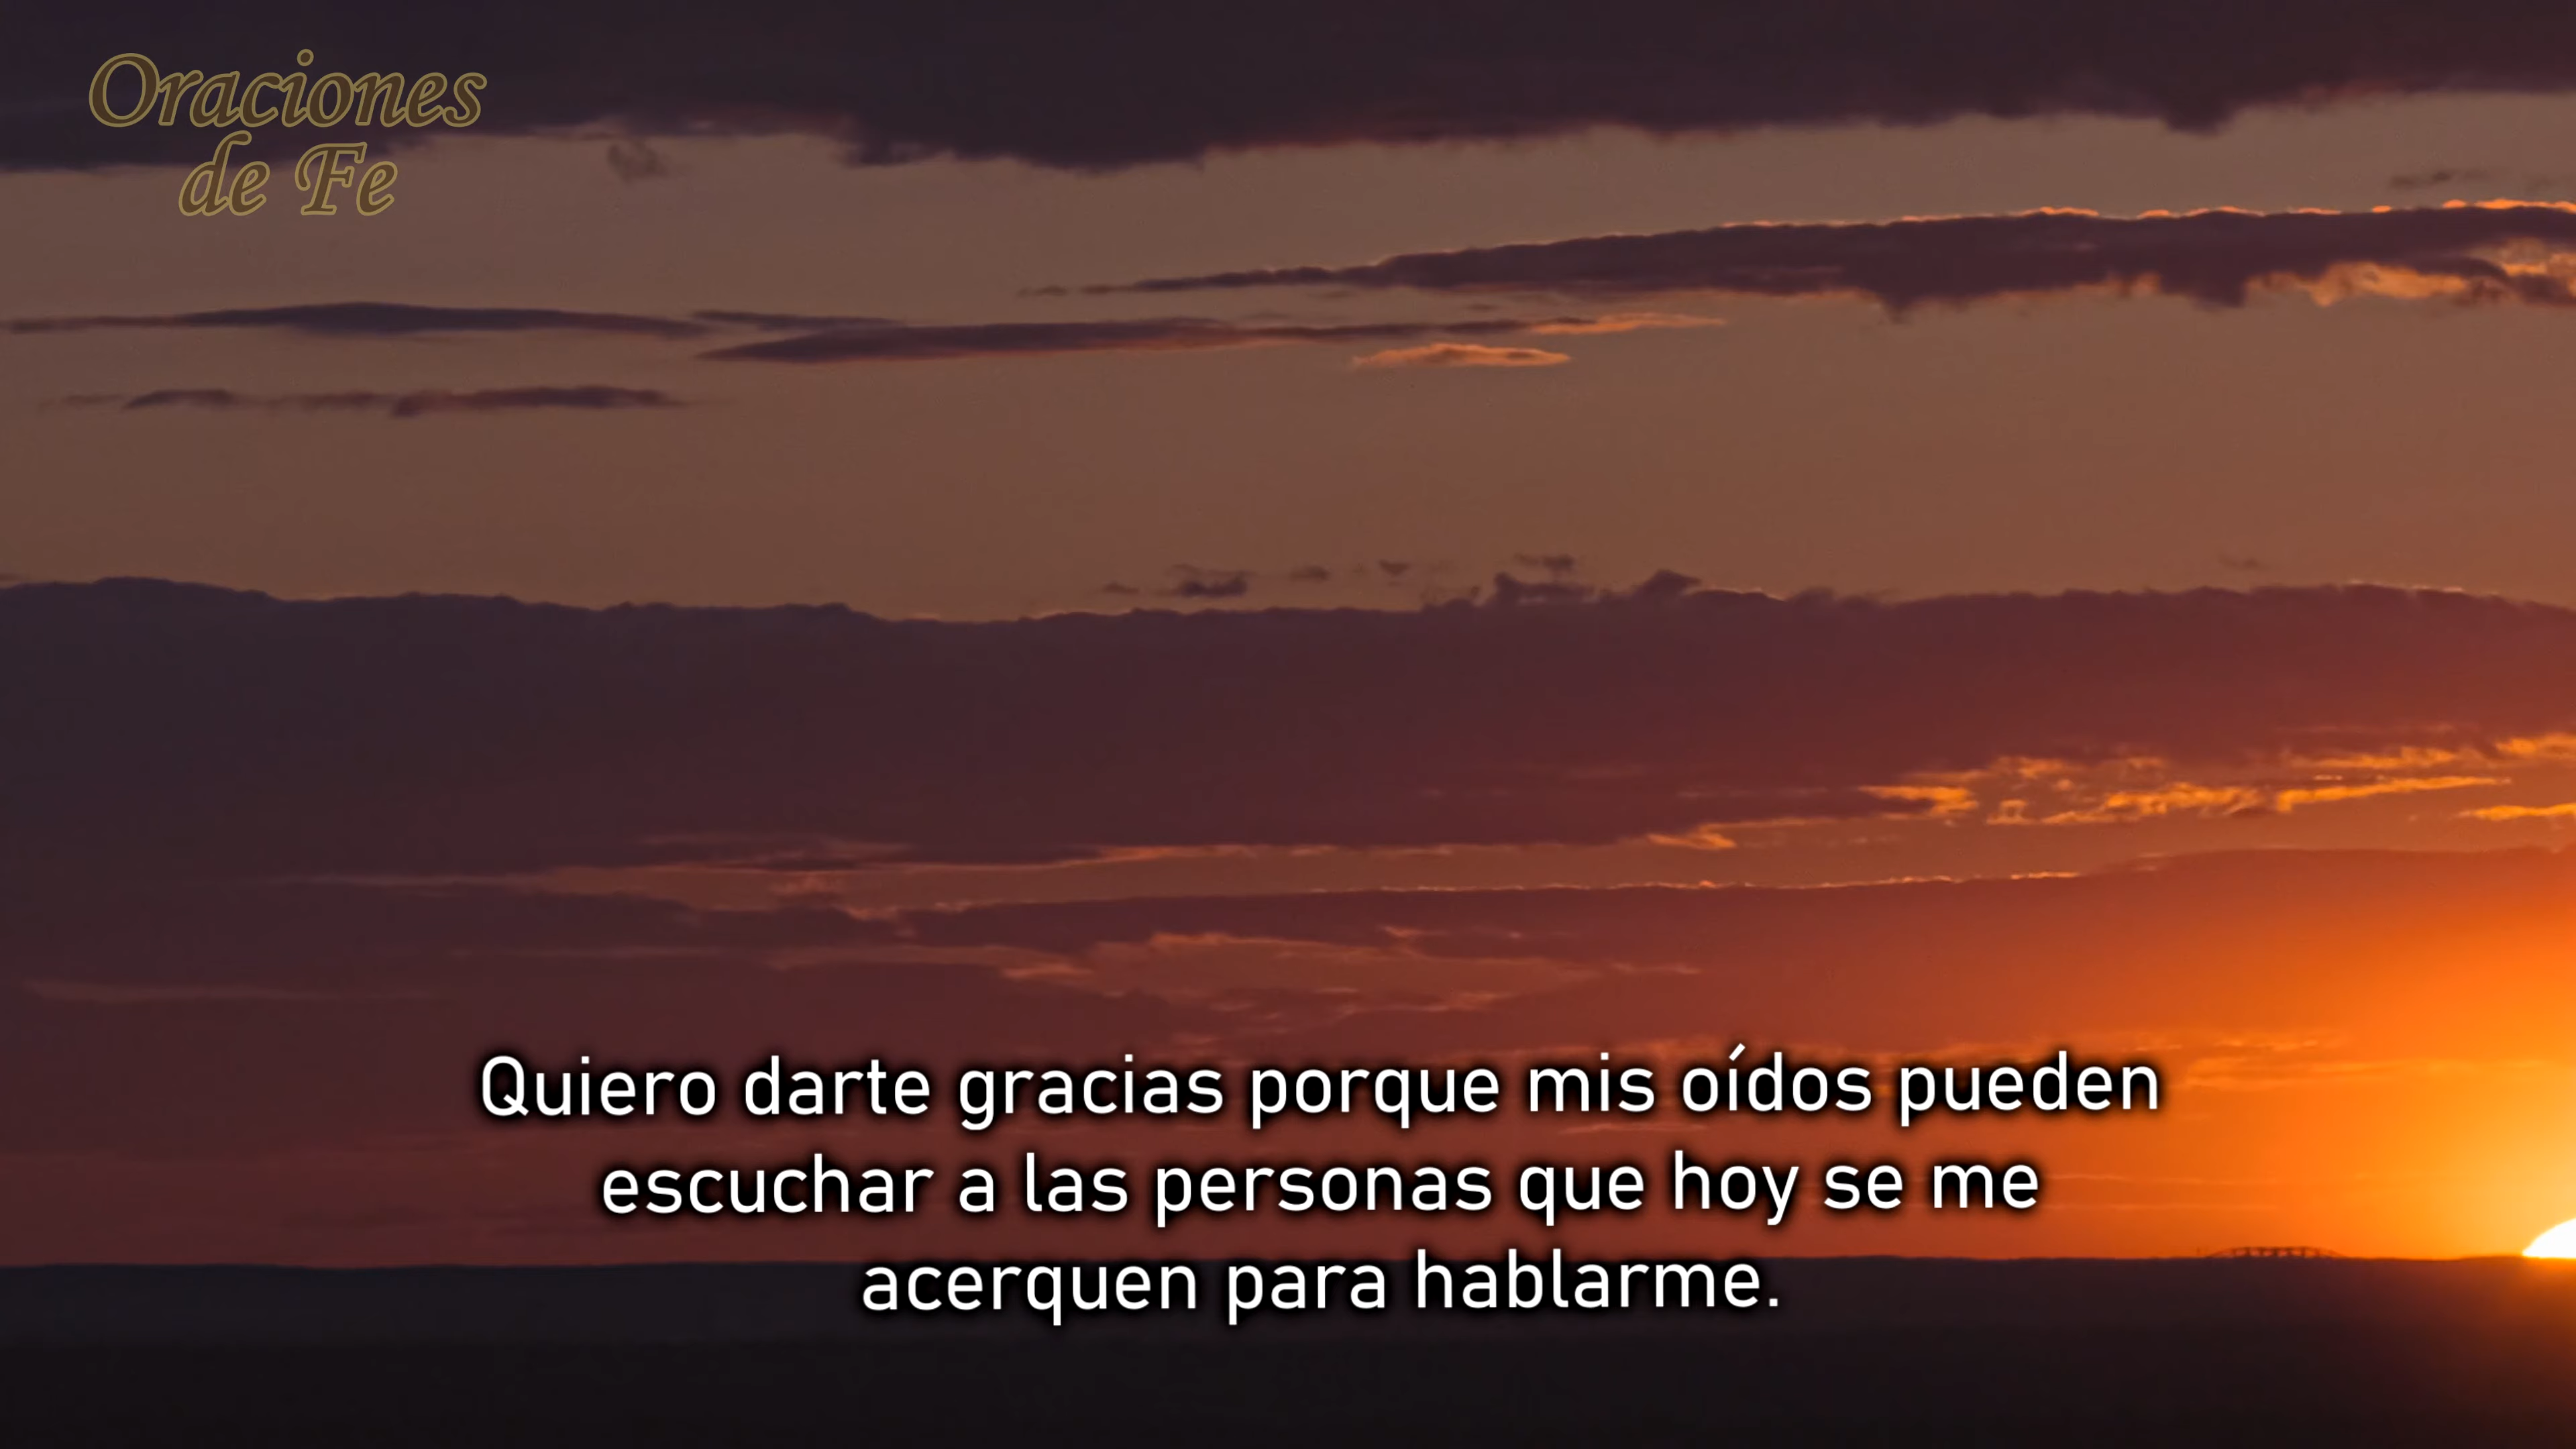 Oraciones
de Fe
Quiero darte gracias porque mis oídos pueden
escuchar a las personas que hoy se me
acerquen para hablarme.